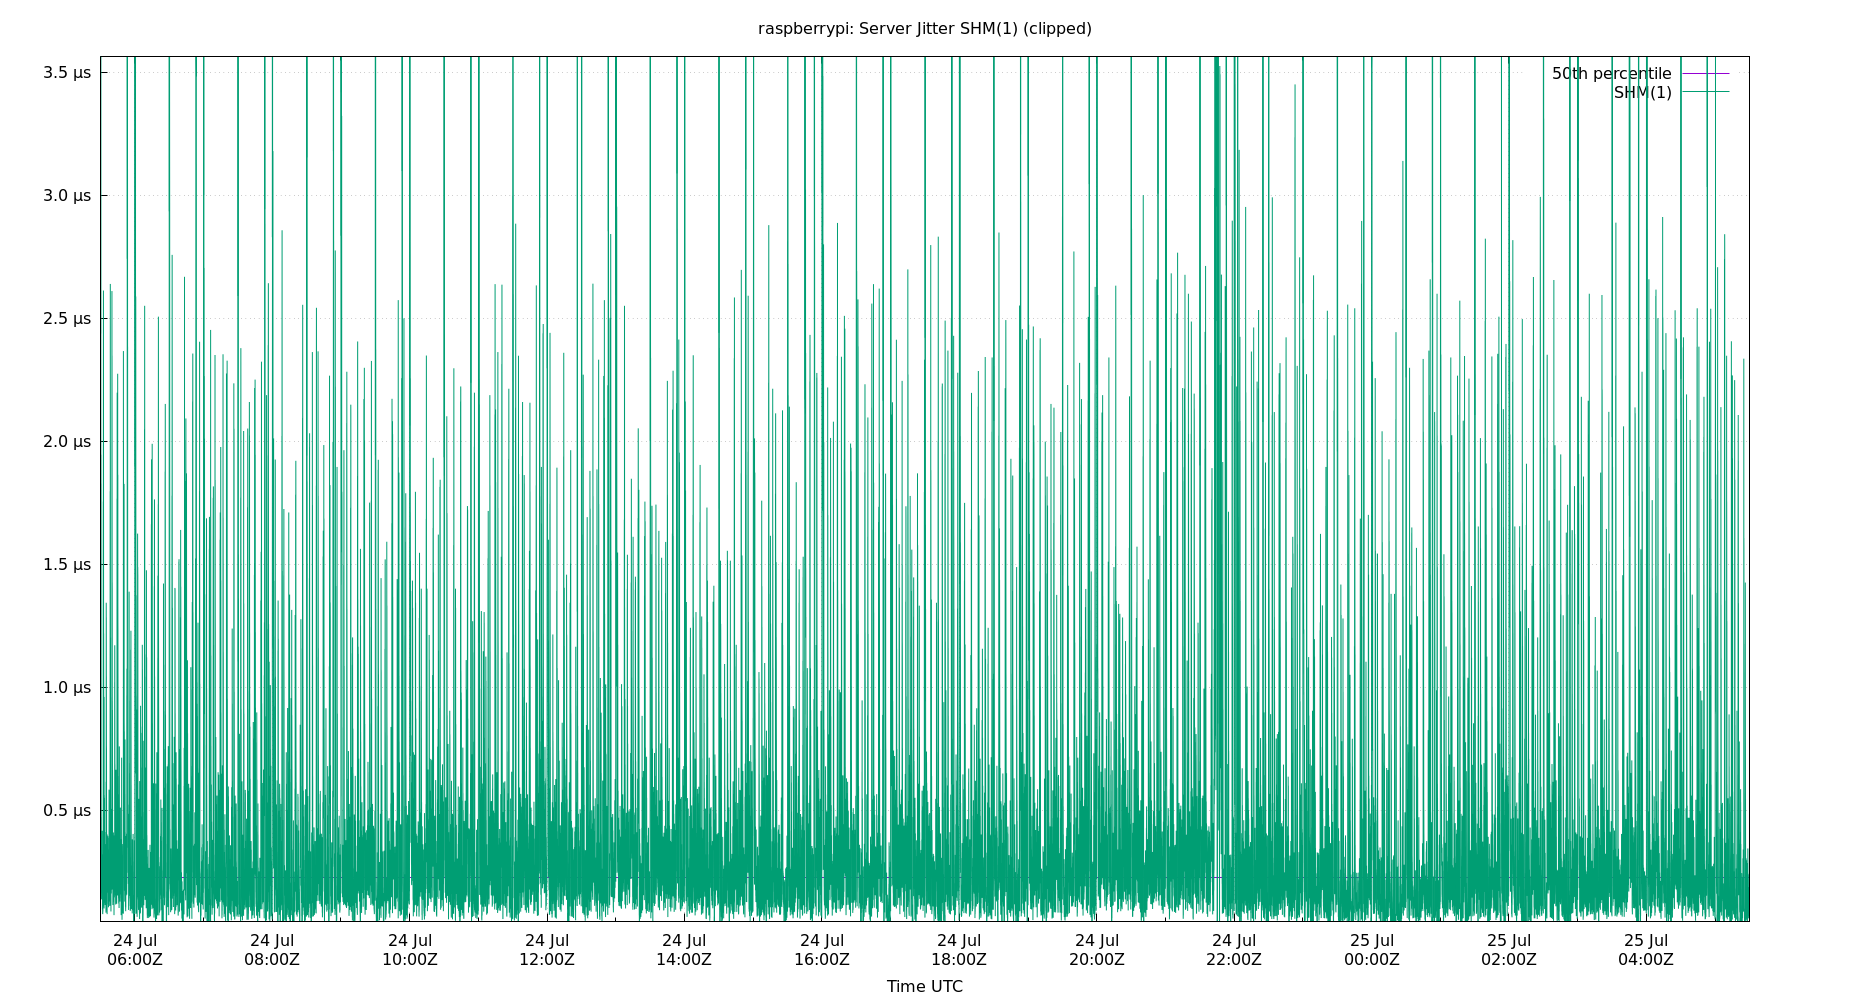 raspberrypi: Server Jitter SHM(1) (clipped)
50th percentile
SHM(1)
3.5 µs
3.0 µs
2.5 µs
2.0 µs
1.5 µs
1.0 µs
0.5 µs
24 Jul 24 Jul 24 Jul 24 Jul 24 Jul 24 Jul 24 Jul 24 Jul 24 Jul 25 Jul 25 Jul 25 Jul
06:00Z 08:00Z 10:00Z 12:00Z 14:00Z 16:00Z 18:00Z 20:00Z 22:00Z 00:00Z 02:00Z 04:00Z
Time UTC